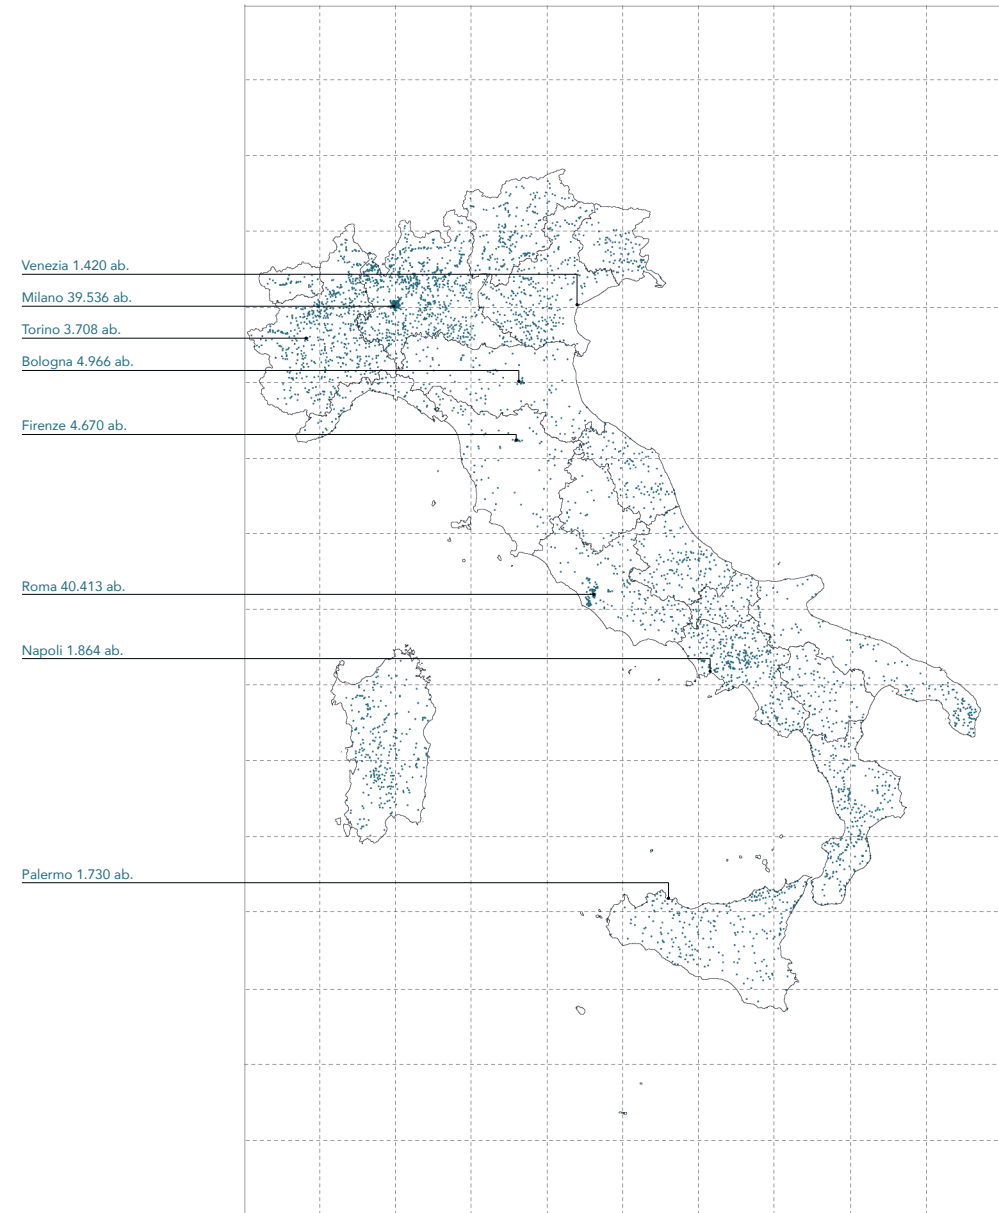 Venezia 1.420 ab.
Milano 39.536 ab.
Torino 3.708 ab.
Bologna 4.966 ab.
Firenze 4.670 ab.
Roma 40.413 ab.
Napoli 1.864 ab.
Palermo 1.730 ab.